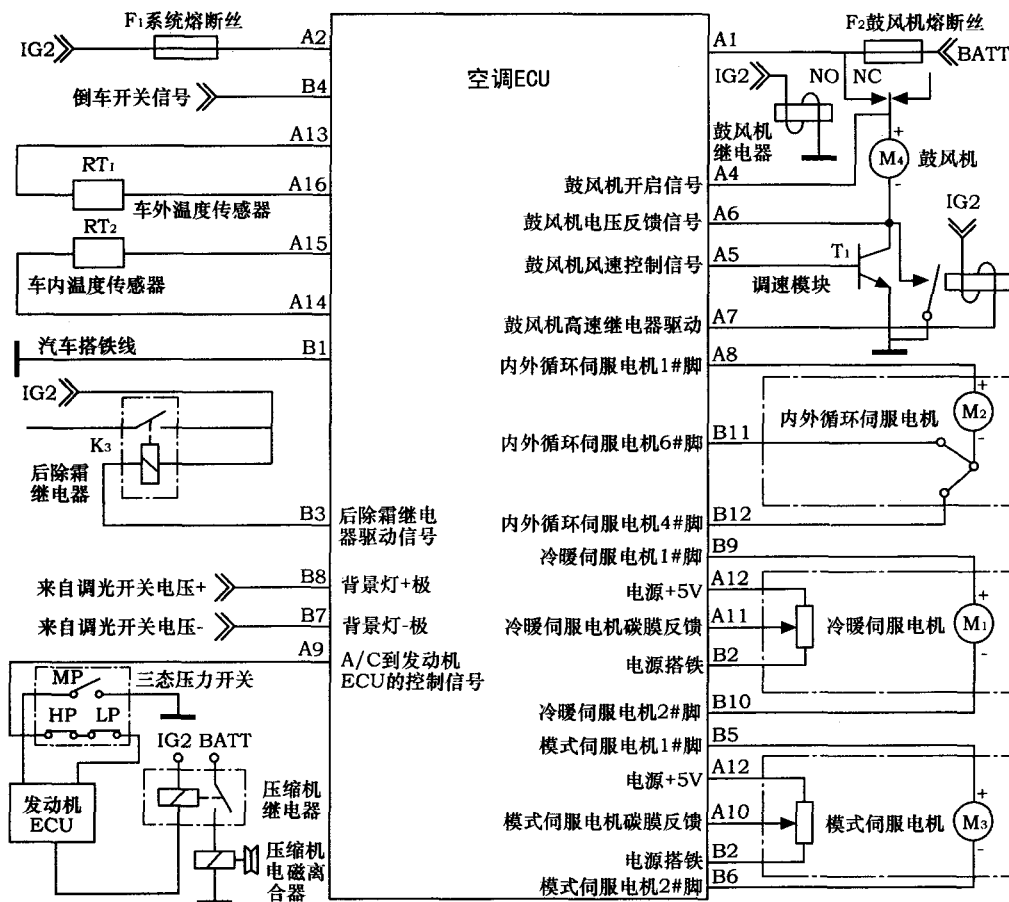 F1系统熔断丝
IG2
A2
倒车开关信号
B4
A13
RT1
A16
车外温度传感器
RT2
A15
车内温度传感器
A14
汽车搭铁线
B1
IG2
K3
后除霜
继电器
B3
后除霜继电
器驱动信号
来自调光开关电压+
B8
背景灯+极
来自调光开关电压-
B7
背景灯-极
A9
A/C到发动机
ECU的控制信号
MP
三态压力开关
HP
LP
IG2
BATT
发动机
ECU
压缩机
继电器
压缩机
电磁离
合器
空调ECU
F2鼓风机熔断丝
A1
BATT
IG2
NO
NC
鼓风机
继电器
+
M4
鼓风机
-
鼓风机开启信号
A4
鼓风机电压反馈信号
A6
IG2
鼓风机风速控制信号
A5
T1
调速模块
鼓风机高速继电器驱动
A7
内外循环伺服电机1#脚
A8
+
M2
-
内外循环伺服电机
内外循环伺服电机6#脚
B11
内外循环伺服电机4#脚
B12
冷暖伺服电机1#脚
B9
电源+5V
A12
+
冷暖伺服电机碳膜反馈
A11
冷暖伺服电机
M1
电源搭铁
B2
-
冷暖伺服电机2#脚
B10
模式伺服电机1#脚
B5
电源+5V
A12
+
模式伺服电机碳膜反馈
A10
模式伺服电机
M3
电源搭铁
B2
-
模式伺服电机2#脚
B6